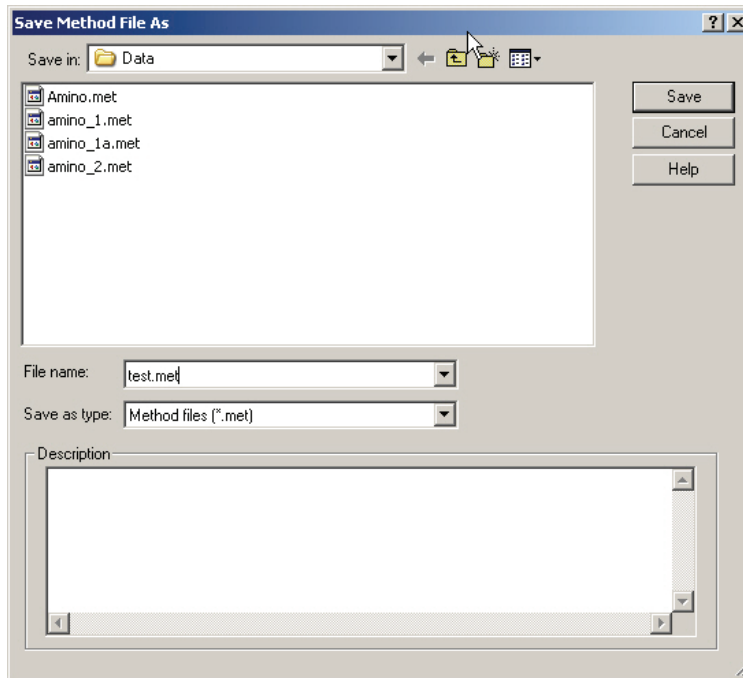 Save Method File As
Save in: Data
Amino.met
amino_1.met
amino_1a.met
amino_2.met
Save
Cancel
Help
File name: test.met
Save as type: Method files (*.met)
Description